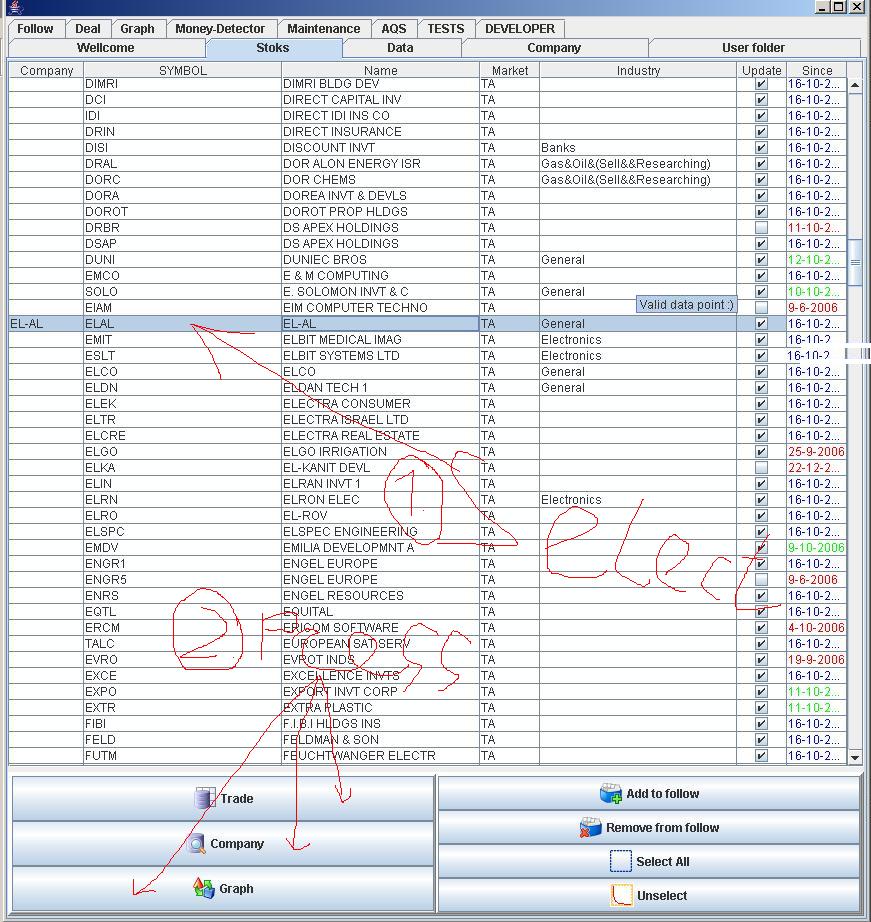 Follow Deal Graph Money-Detector Maintenance AQS TESTS DEVELOPER
Wellcome Stoks Data Company User folder
Company SYMBOL Name Market Industry Update Since
DIMRI DIMRI BLDG DEV TA 16-10-2...
DCI DIRECT CAPITAL INV TA 16-10-2...
IDI DIRECT IDI INS CO TA 16-10-2...
DRIN DIRECT INSURANCE TA 16-10-2...
DISI DISCOUNT INVT TA Banks 16-10-2...
DRAL DOR ALON ENERGY ISR TA Gas&Oil&(Sell&&Researching) 16-10-2...
DORC DOR CHEMS TA Gas&Oil&(Sell&&Researching) 16-10-2...
DORA DOREA INVT & DEVLS TA 16-10-2...
DOROT DOROT PROP HLDGS TA 16-10-2...
DRBR DS APEX HOLDINGS TA 11-10-2...
DSAP DS APEX HOLDINGS TA 16-10-2...
DUNI DUNIEC BROS TA General 12-10-2...
EMCO E & M COMPUTING TA 16-10-2...
SOLO E. SOLOMON INVT & C TA General 10-10-2...
EIAM EIM COMPUTER TECHNO TA Valid data point :) 9-6-2006
EL-AL ELAL EL-AL TA General 16-10-2...
EMIT ELBIT MEDICAL IMAG TA Electronics 16-10-2...
ESLT ELBIT SYSTEMS LTD TA Electronics 16-10-2
ELCO ELCO TA General 16-10-2...
ELDN ELDAN TECH 1 TA General 16-10-2...
ELEK ELECTRA CONSUMER TA 16-10-2...
ELTR ELECTRA ISRAEL LTD TA 16-10-2...
ELCRE ELECTRA REAL ESTATE TA 16-10-2...
ELGO ELGO IRRIGATION TA 25-9-2006
ELKA EL-KANIT DEVL TA 22-12-2...
ELIN ELRAN INVT 1 TA 16-10-2...
ELRN ELRON ELEC TA Electronics 16-10-2...
ELRO EL-ROV TA 16-10-2...
ELSPC ELSPEC ENGINEERING TA 16-10-2...
EMDV EMILIA DEVELOPMNT A TA 9-10-2006
ENGR1 ENGEL EUROPE TA 16-10-2...
ENGR5 ENGEL EUROPE TA 9-6-2006
ENRS ENGEL RESOURCES TA 16-10-2...
EQTL EQUITAL TA 16-10-2...
ERCM ERICOM SOFTWARE TA 4-10-2006
TALC EUROPEAN SAT SERV TA 16-10-2...
EVRO EVROT INDS TA 19-9-2006
EXCE EXCELLENCE INVTS TA 16-10-2...
EXPO EXPORT INVT CORP TA 11-10-2...
EXTR EXTRA PLASTIC TA 11-10-2...
FIBI F.I.B.I HLDGS INS TA 16-10-2...
FELD FELDMAN & SON TA 16-10-2...
FUTM FEUCHTWANGER ELECTR TA 16-10-2...
1 Select
2
Trade
Company
Graph
Add to follow
Remove from follow
Select All
Unselect